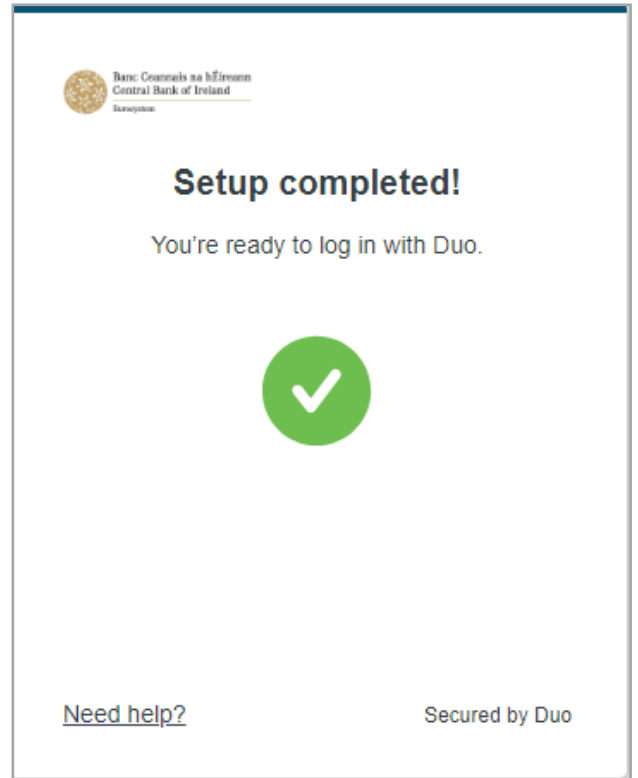 Banc Ceannais na hÉireann
Central Bank of Ireland
Eurosystem
Setup completed!
You're ready to log in with Duo.
Need help?
Secured by Duo